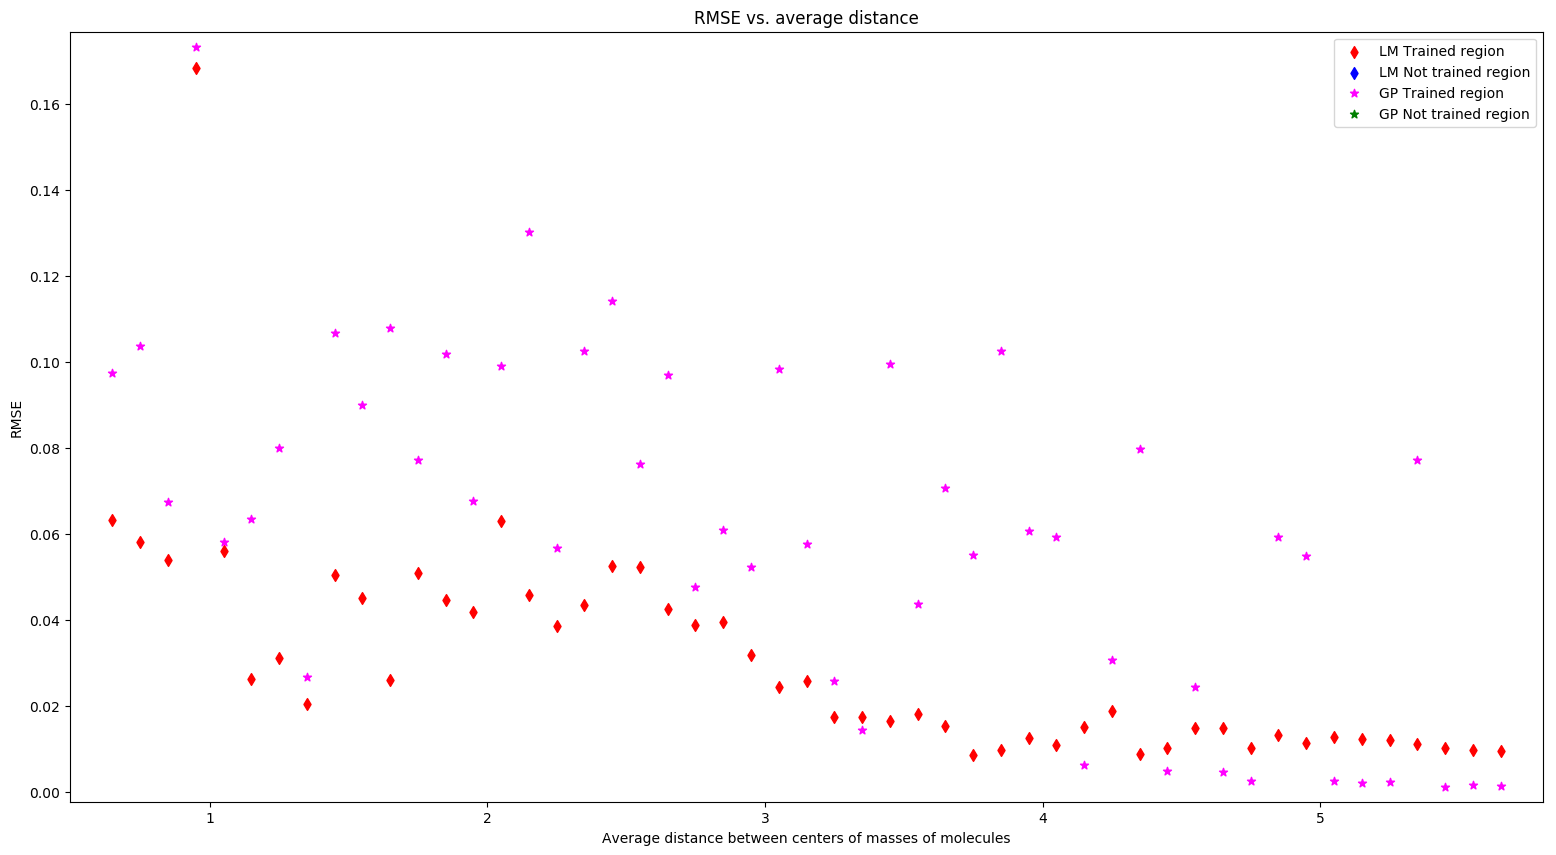 RMSE vs. average distance
LM Trained region
LM Not trained region
GP Trained region
GP Not trained region
0.16
0.14
0.12
0.10
0.08
0.06
0.04
0.02
0.00
RMSE
1 2 3 4 5
Average distance between centers of masses of molecules